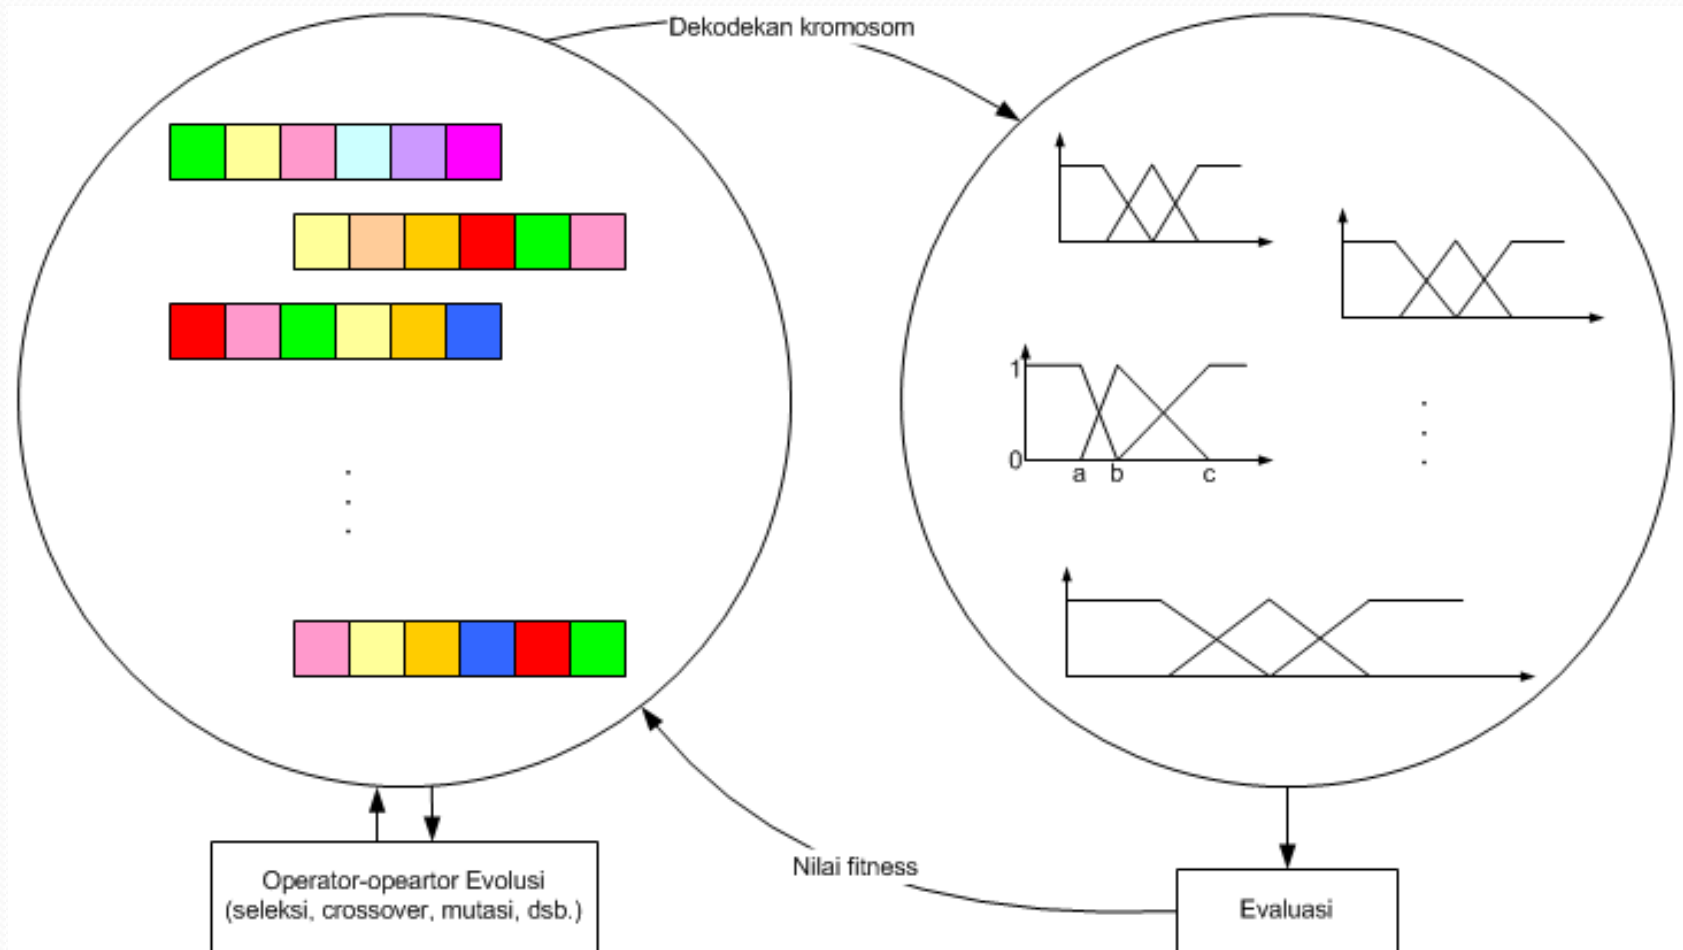 Dekodekan kromosom
1
0
a b c
Nilai fitness
Operator-opeartor Evolusi
(seleksi, crossover, mutasi, dsb.)
Evaluasi